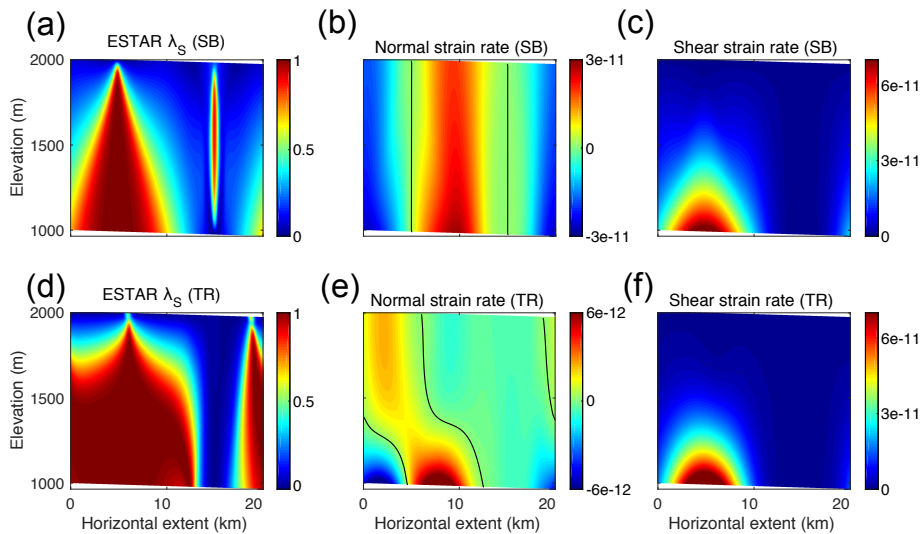 (a)
ESTAR λS (SB)
2000
1500
1000
Elevation (m)
1
0.5
0
(b)
Normal strain rate (SB)
3e-11
0
-3e-11
(c)
Shear strain rate (SB)
6e-11
3e-11
0
(d)
ESTAR λS (TR)
2000
1500
1000
Elevation (m)
0
10
20
Horizontal extent (km)
1
0.5
0
(e)
Normal strain rate (TR)
0
10
20
Horizontal extent (km)
6e-12
0
-6e-12
(f)
Shear strain rate (TR)
0
10
20
Horizontal extent (km)
6e-11
3e-11
0